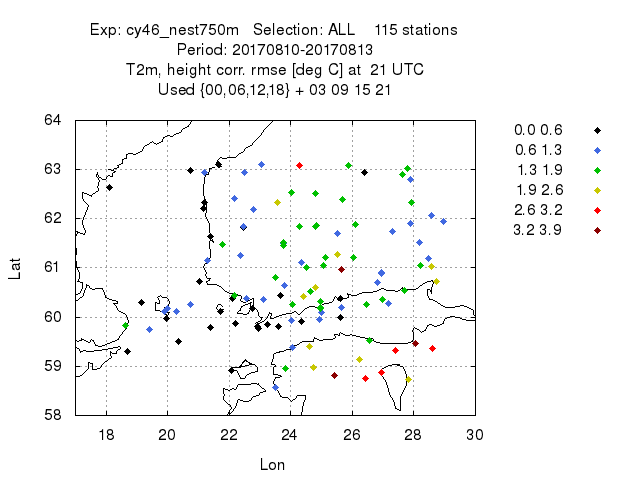 Exp: cy46_nest750m Selection: ALL 115 stations
Period: 20170810-20170813
T2m, height corr. rmse [deg C] at 21 UTC
Used {00,06,12,18} + 03 09 15 21
64
63
62
61
60
59
58
Lat
18 20 22 24 26 28 30
Lon
0.0 0.6
0.6 1.3
1.3 1.9
1.9 2.6
2.6 3.2
3.2 3.9